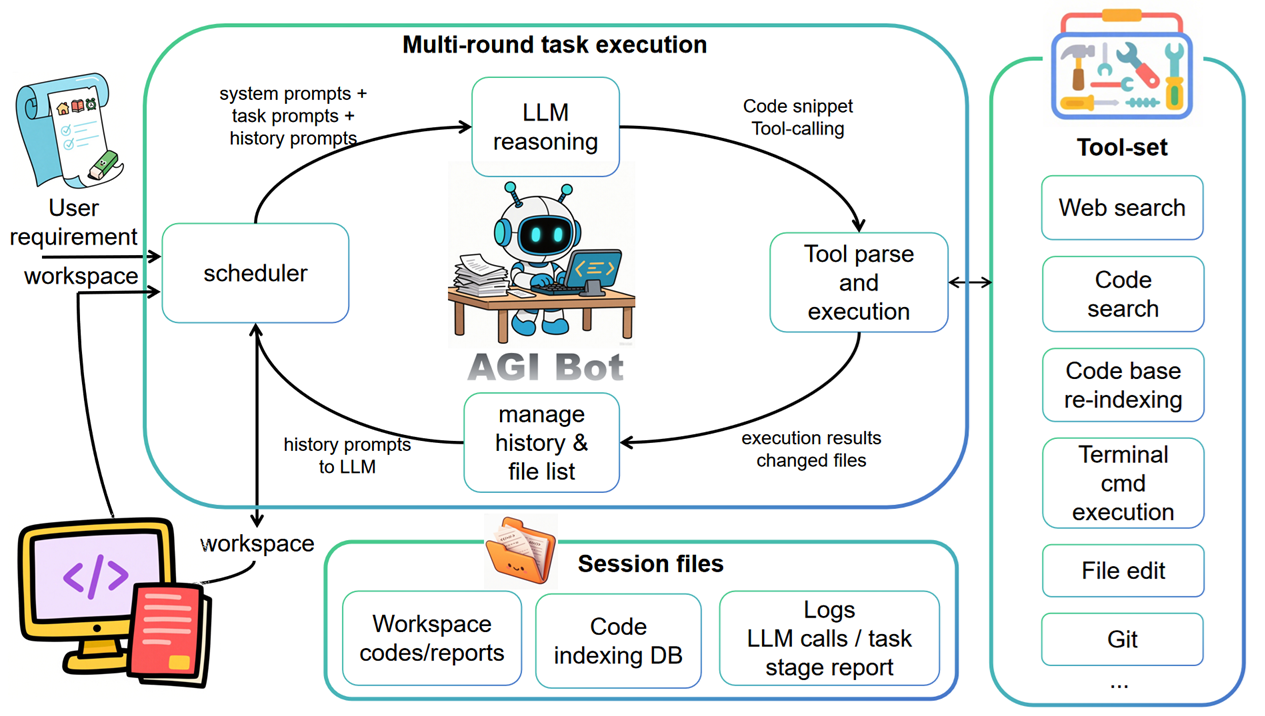 Multi-round task execution
system prompts +
task prompts +
history prompts
LLM
reasoning
Code snippet
Tool-calling
User
requirement
workspace
scheduler
Tool parse
and
execution
AGI Bot
manage
history &
file list
history prompts
to LLM
execution results
changed files
workspace
Session files
Workspace
codes/reports
Code
indexing DB
Logs
LLM calls / task
stage report
Tool-set
Web search
Code
search
Code base
re-indexing
Terminal
cmd
execution
File edit
Git
...